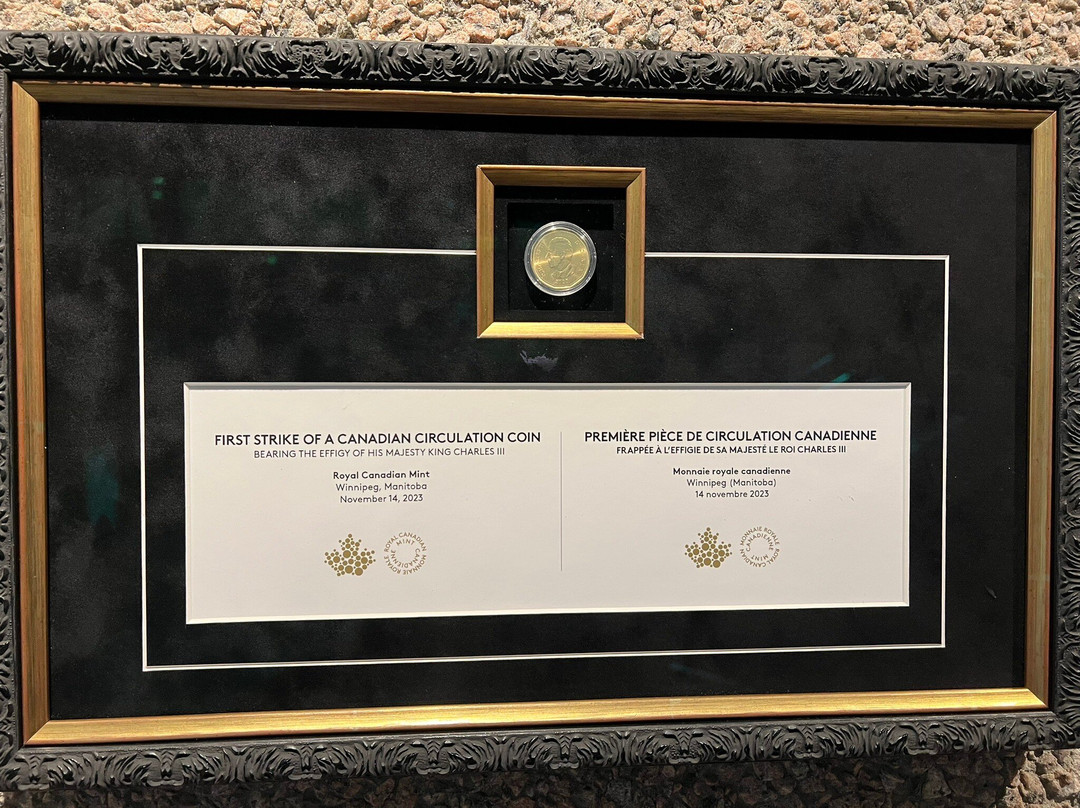 FIRST STRIKE OF A CANADIAN CIRCULATION COIN
BEARING THE EFFIGY OF HIS MAJESTY KING CHARLES III
Royal Canadian Mint
Winnipeg, Manitoba
November 14, 2023
ROYAL CANADIAN MINT
MONNAIE ROYALE CANADIENNE
PREMIÈRE PIÈCE DE CIRCULATION CANADIENNE
FRAPPÉE À L'EFFIGIE DE SA MAJESTÉ LE ROI CHARLES III
Monnaie royale canadienne
Winnipeg (Manitoba)
14 novembre 2023
MONNAIE ROYALE CANADIENNE
ROYAL CANADIAN MINT